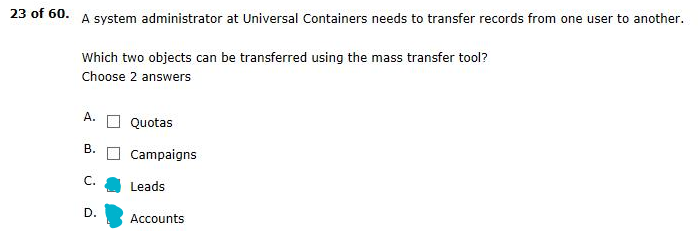 23 of 60. A system administrator at Universal Containers needs to transfer records from one user to another.
Which two objects can be transferred using the mass transfer tool?
Choose 2 answers
A. Quotas
B. Campaigns
C. Leads
D. Accounts